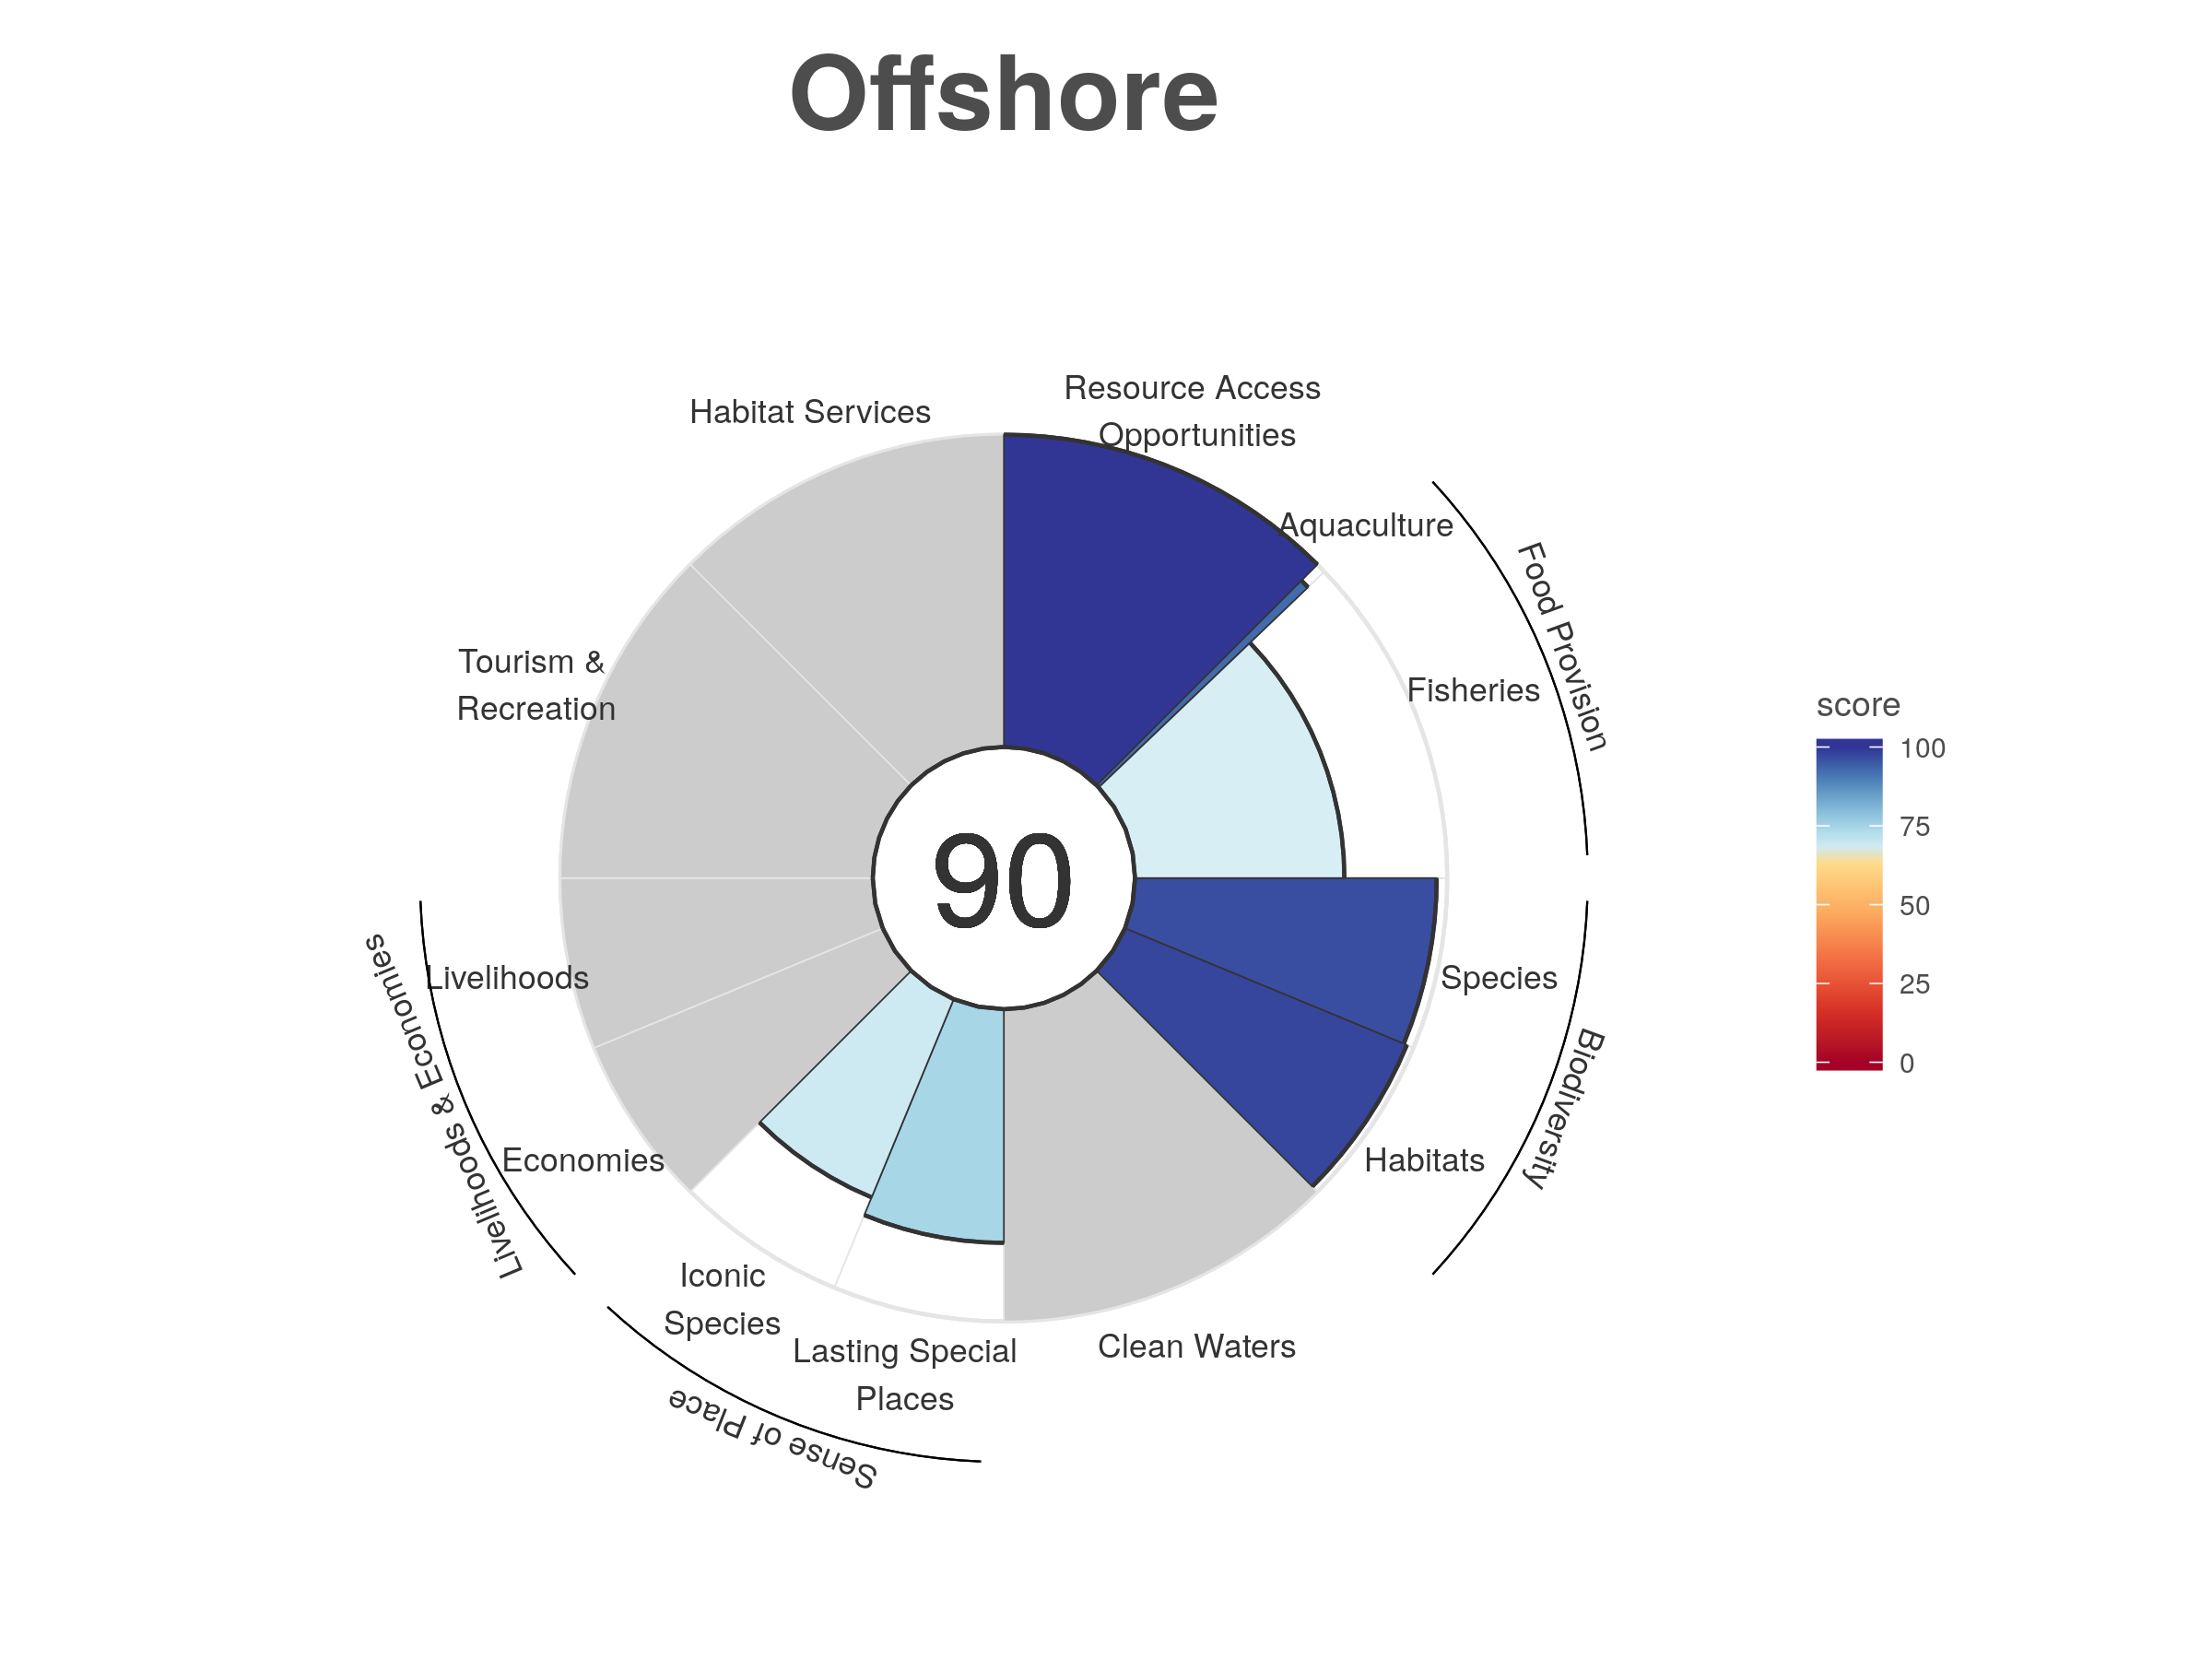 Offshore
Habitat Services
Resource Access
Opportunities
Aquaculture
Food Provision
Fisheries
Tourism &
Recreation
90
score
100
75
50
25
0
Livelihoods
Species
Livelihoods & Economies
Biodiversity
Economies
Habitats
Iconic
Species
Lasting Special
Places
Clean Waters
Sense of Place